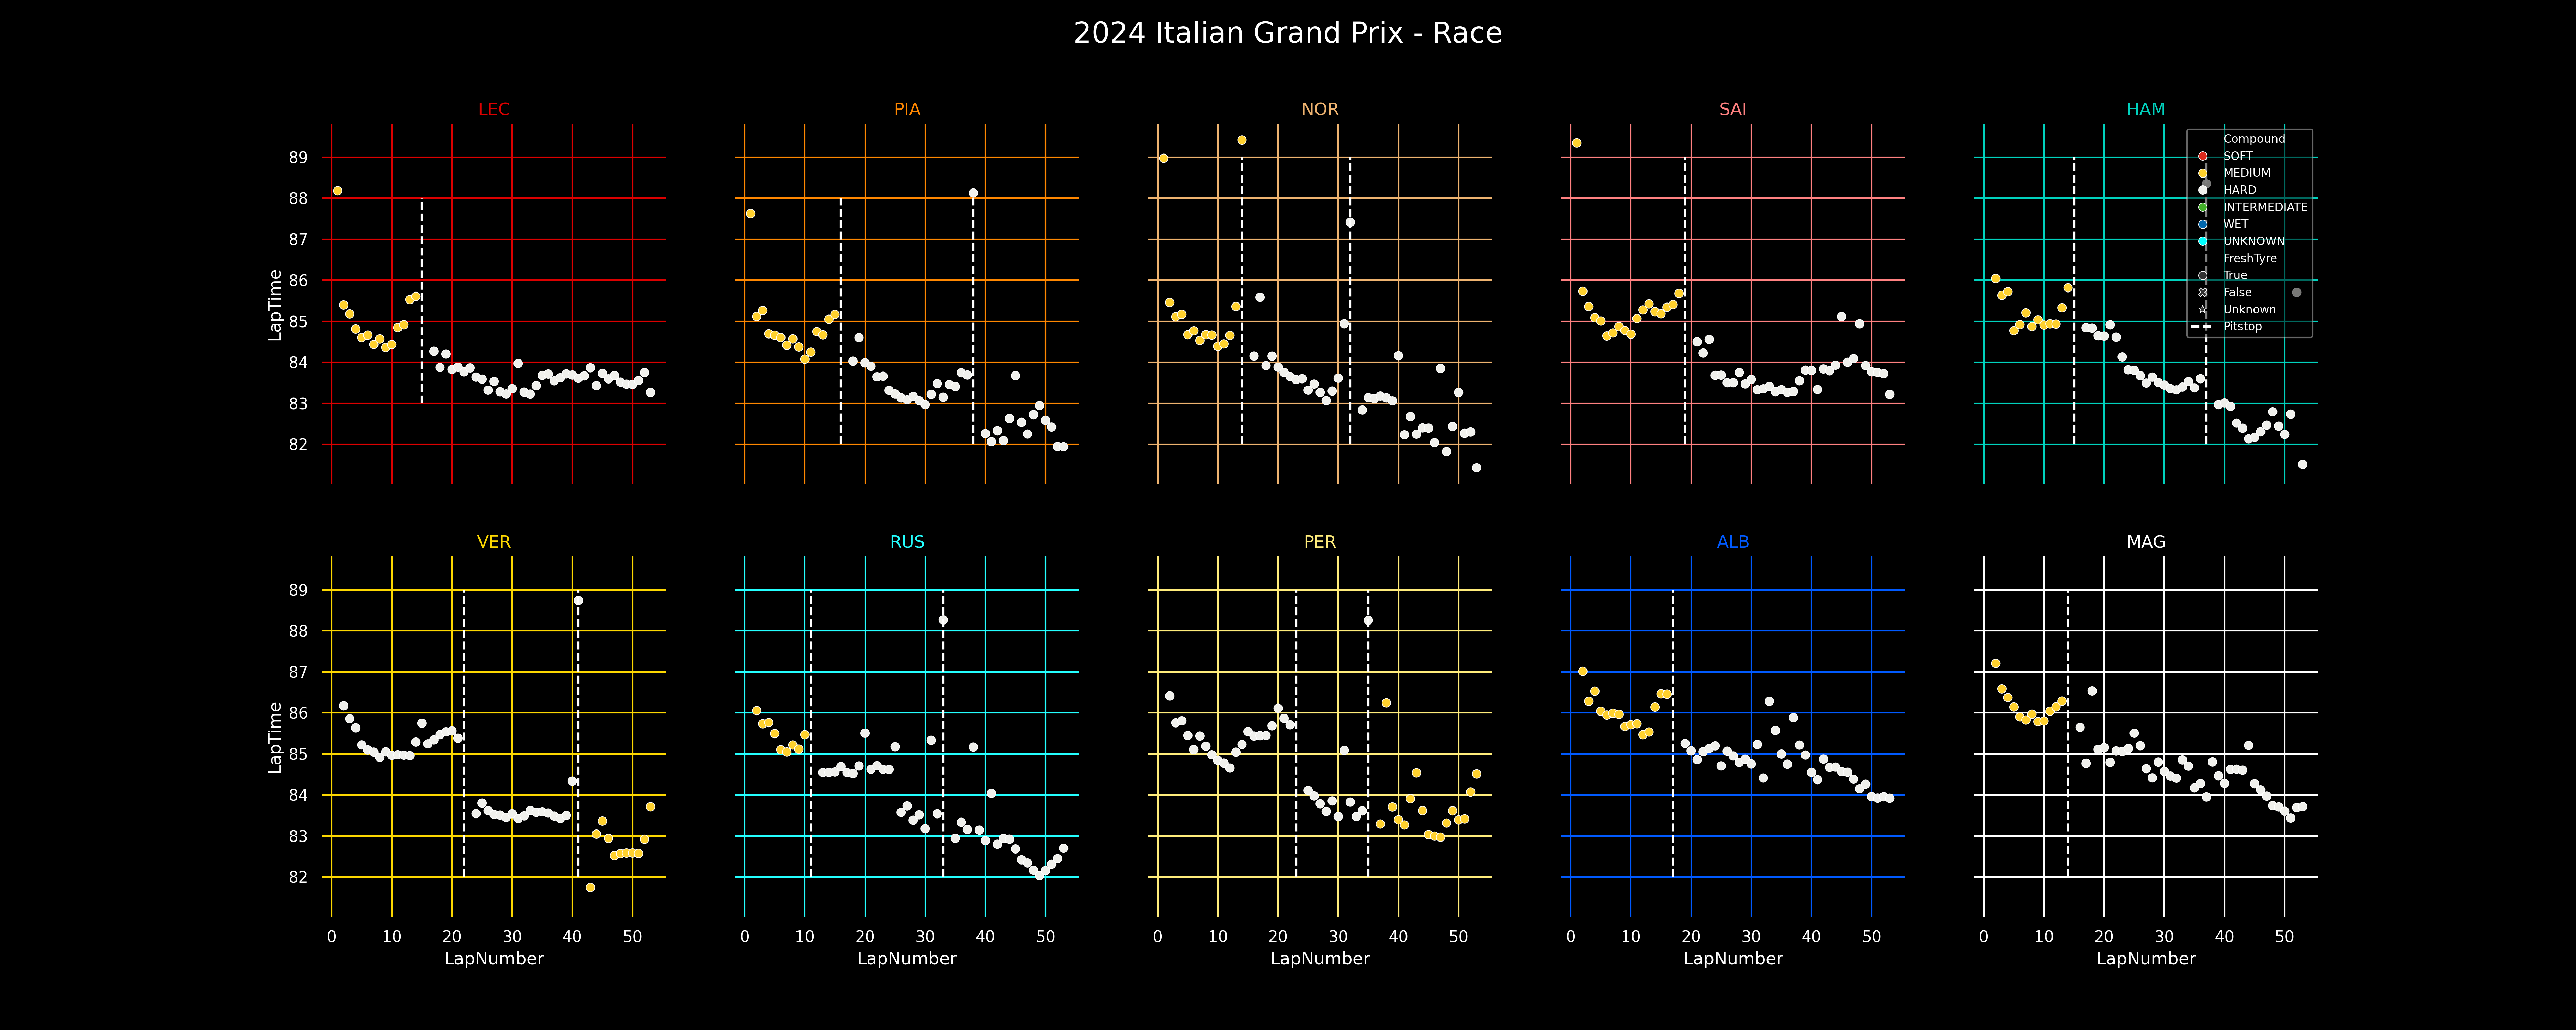 2024 Italian Grand Prix - Race
LEC
PIA
NOR
SAI
HAM
LapTime
89
88
87
86
85
84
83
82
Compound
SOFT
MEDIUM
HARD
INTERMEDIATE
WET
UNKNOWN
FreshTyre
True
False
Unknown
Pitstop
VER
RUS
PER
ALB
MAG
LapTime
89
88
87
86
85
84
83
82
0 10 20 30 40 50
0 10 20 30 40 50
0 10 20 30 40 50
0 10 20 30 40 50
0 10 20 30 40 50
LapNumber
LapNumber
LapNumber
LapNumber
LapNumber